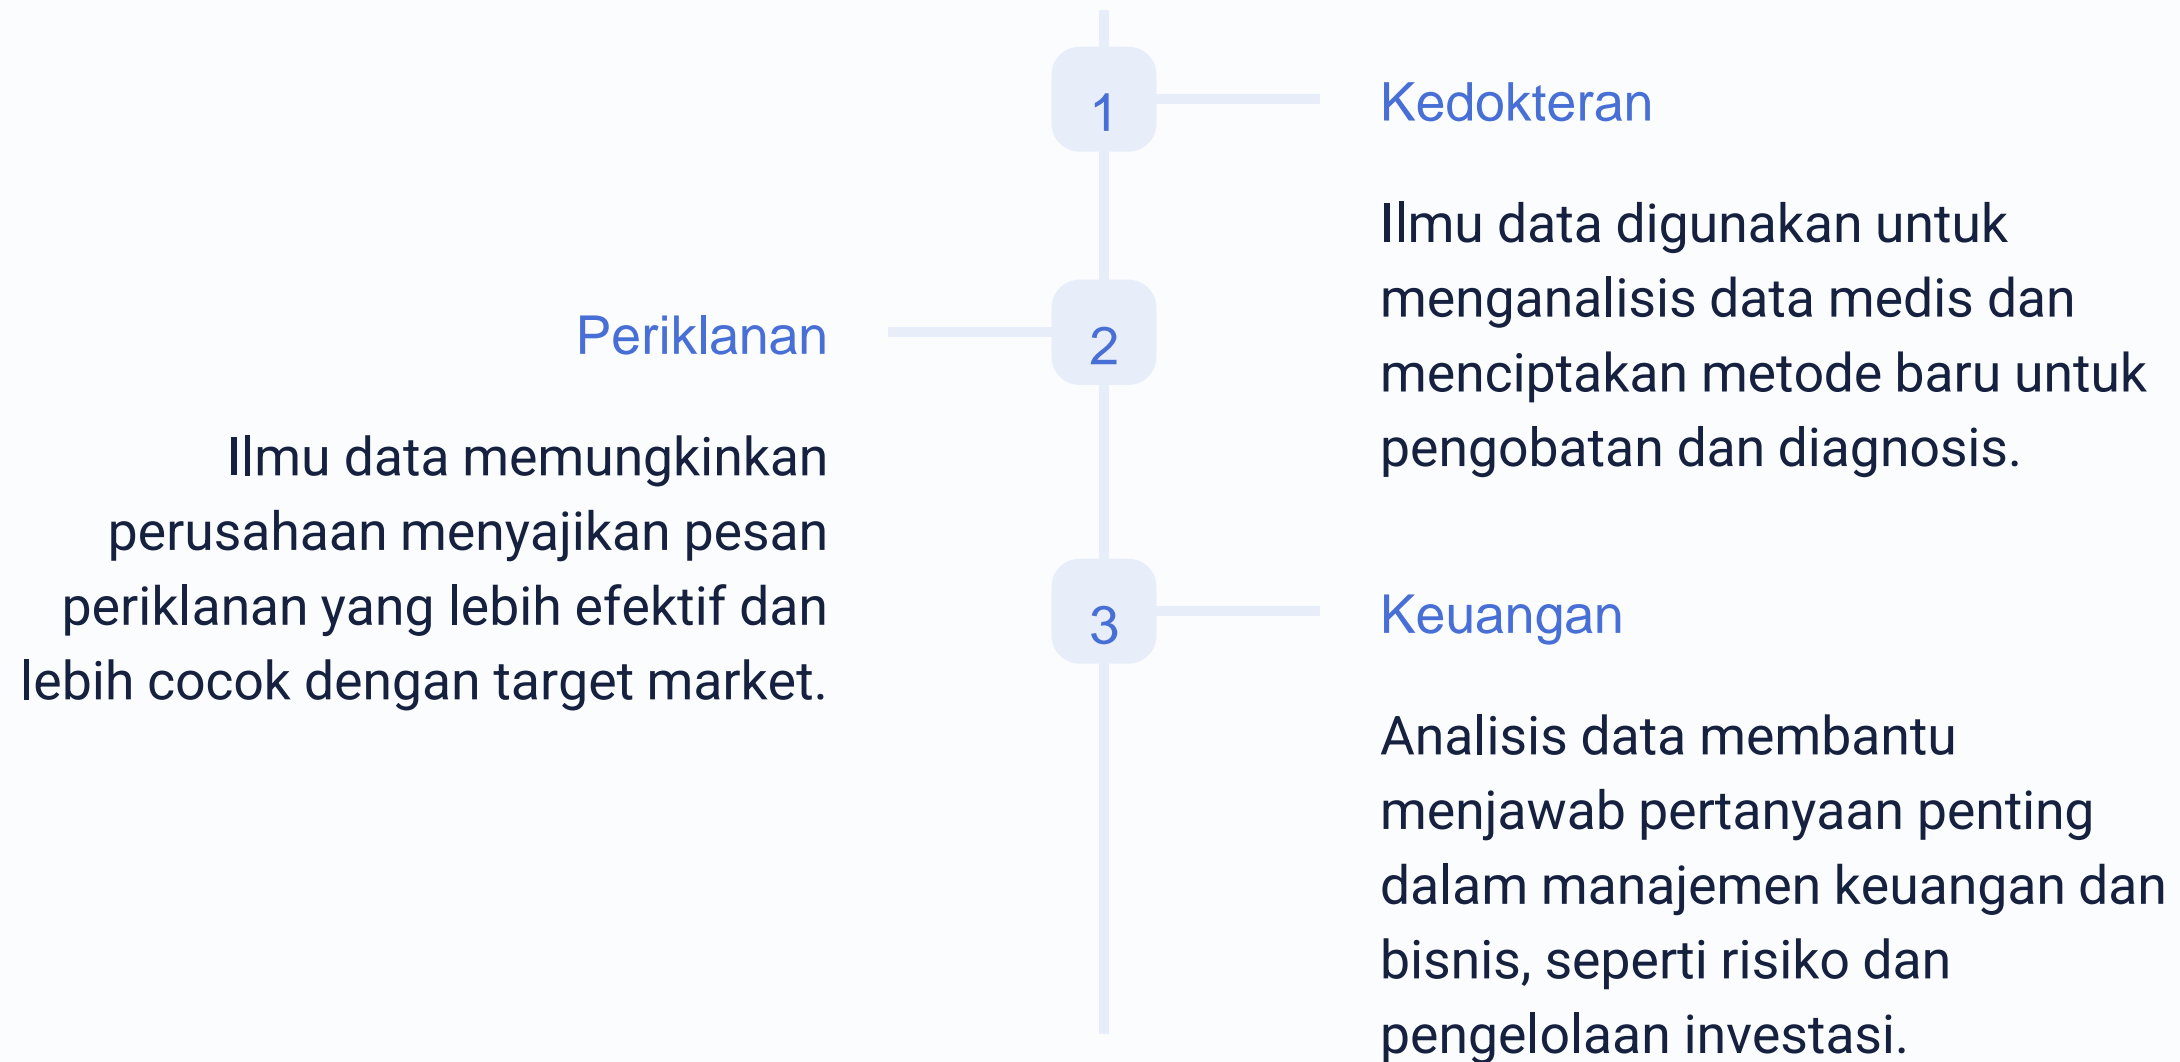 1
Kedokteran
Ilmu data digunakan untuk
menganalisis data medis dan
menciptakan metode baru untuk
pengobatan dan diagnosis.
2
Periklanan
Ilmu data memungkinkan
perusahaan menyajikan pesan
periklanan yang lebih efektif dan
lebih cocok dengan target market.
3
Keuangan
Analisis data membantu
menjawab pertanyaan penting
dalam manajemen keuangan dan
bisnis, seperti risiko dan
pengelolaan investasi.